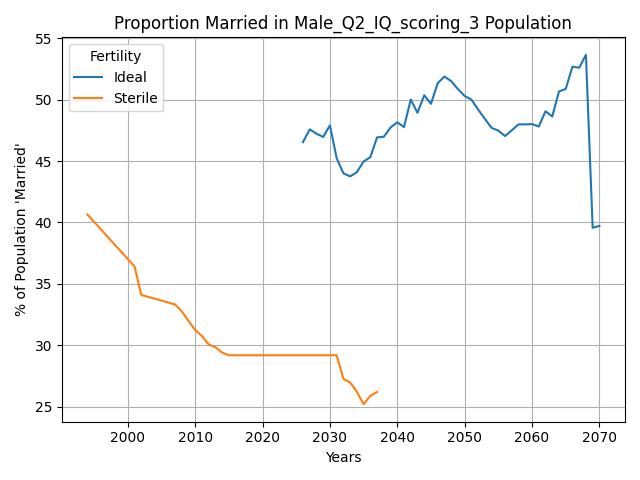 Proportion Married in Male_Q2_IQ_scoring_3 Population
% of Population 'Married'
55
50
45
40
35
30
25
Fertility
Ideal
Sterile
2000 2010 2020 2030 2040 2050 2060 2070
Years